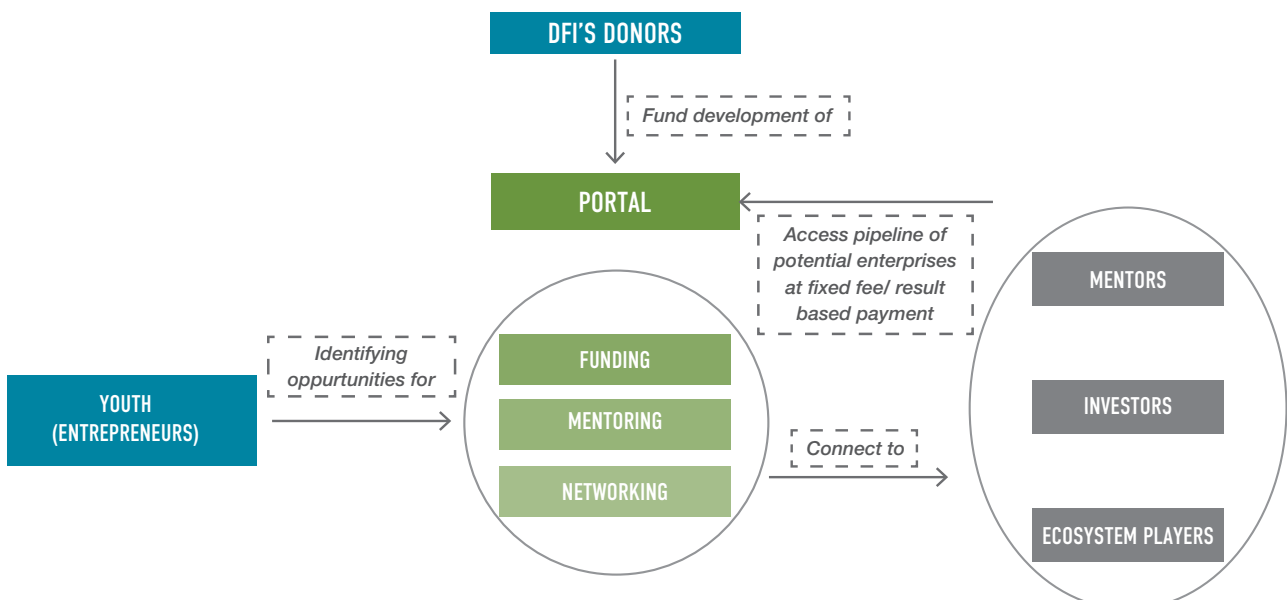 DFI'S DONORS
Fund development of
PORTAL
Access pipeline of
potential enterprises
at fixed fee/ result
based payment
MENTORS
INVESTORS
ECOSYSTEM PLAYERS
Identifying
oppurtunities for
YOUTH
(ENTREPRENEURS)
FUNDING
MENTORING
NETWORKING
Connect to